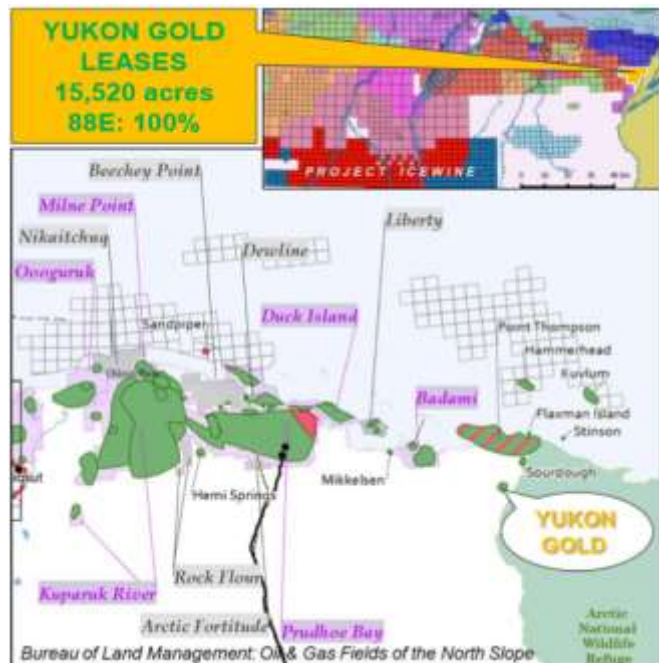 YUKON GOLD
LEASES
15,520 acres
88E: 100%
PROJECT ICEWINE
Beechey Point
Milne Point
Nikaitchuq
Oooguruk
Dewline
Liberty
Sandpiper
Duck Island
Point Thompson
Hammerhead
Kuvlum
Badami
Flaxman Island
Stinson
Sourdough
Mikkelsen
Hemi Springs
YUKON
GOLD
Kuparuk River
Rock Flour
Arctic Fortitude
Prudhoe Bay
Arctic
National
Wildlife
Refuge
Bureau of Land Management: Oil & Gas Fields of the North Slope